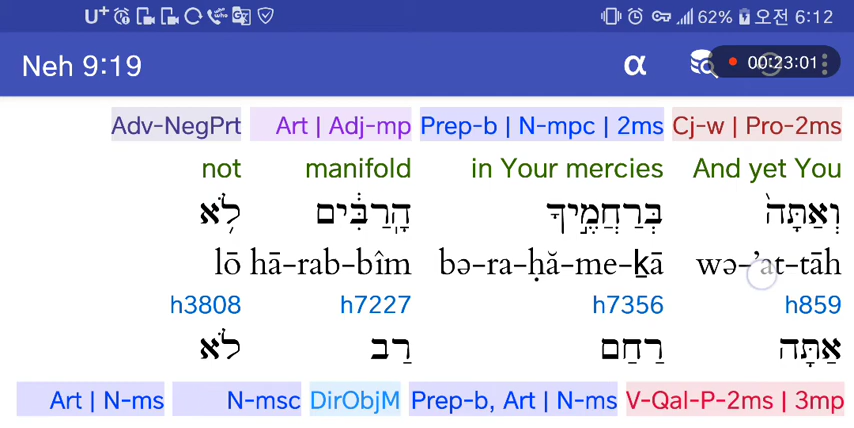 U+ 62% 오전 6:12
Neh 9:19 α 00:23:01
Adv-NegPrt Art | Adj-mp Prep-b | N-mpc | 2ms Cj-w | Pro-2ms
not manifold in Your mercies And yet You
וְאַתָּה֙ בְּרַחֲמֶ֣יךָ הָֽרַבִּ֔ים לֹ֥א
lō hā-rab-bîm bə-ra-ḥă-me-ḵā wə-’at-tāh
h3808 h7227 h7356 h859
אַתָּה רַחַם רַב לֹא
Art | N-ms N-msc DirObjM Prep-b, Art | N-ms V-Qal-P-2ms | 3mp